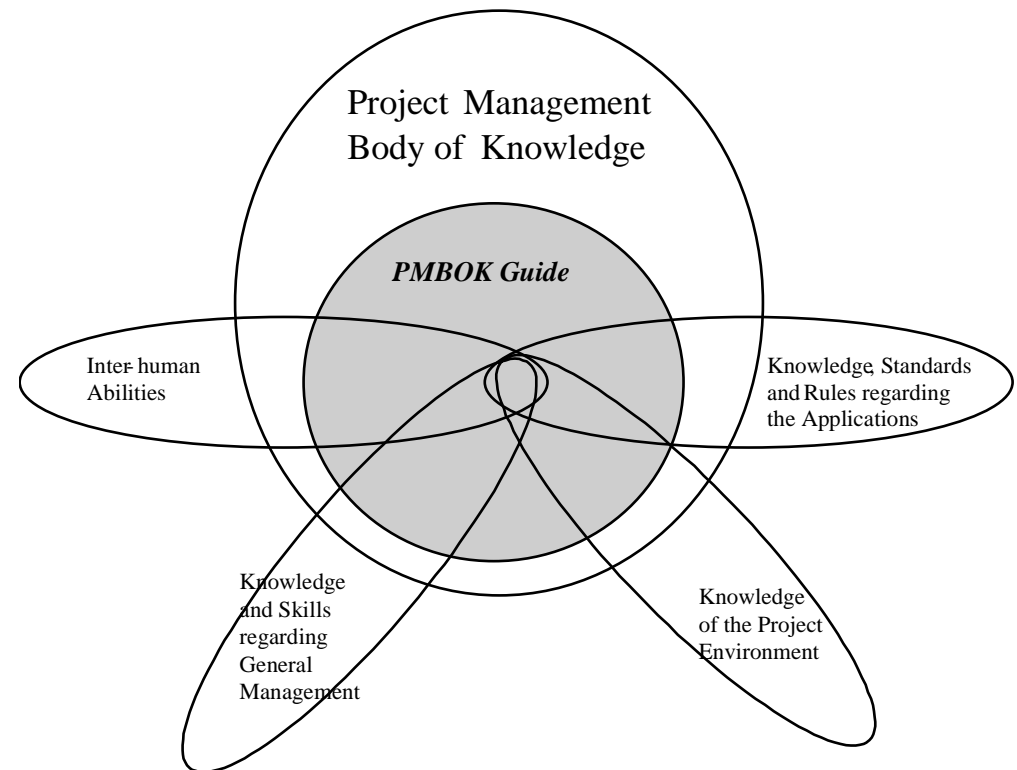 Project Management
Body of Knowledge
PMBOK Guide
Inter-human
Abilities
Knowledge, Standards
and Rules regarding
the Applications
Knowledge
and Skills
regarding
General
Management
Knowledge
of the Project
Environment